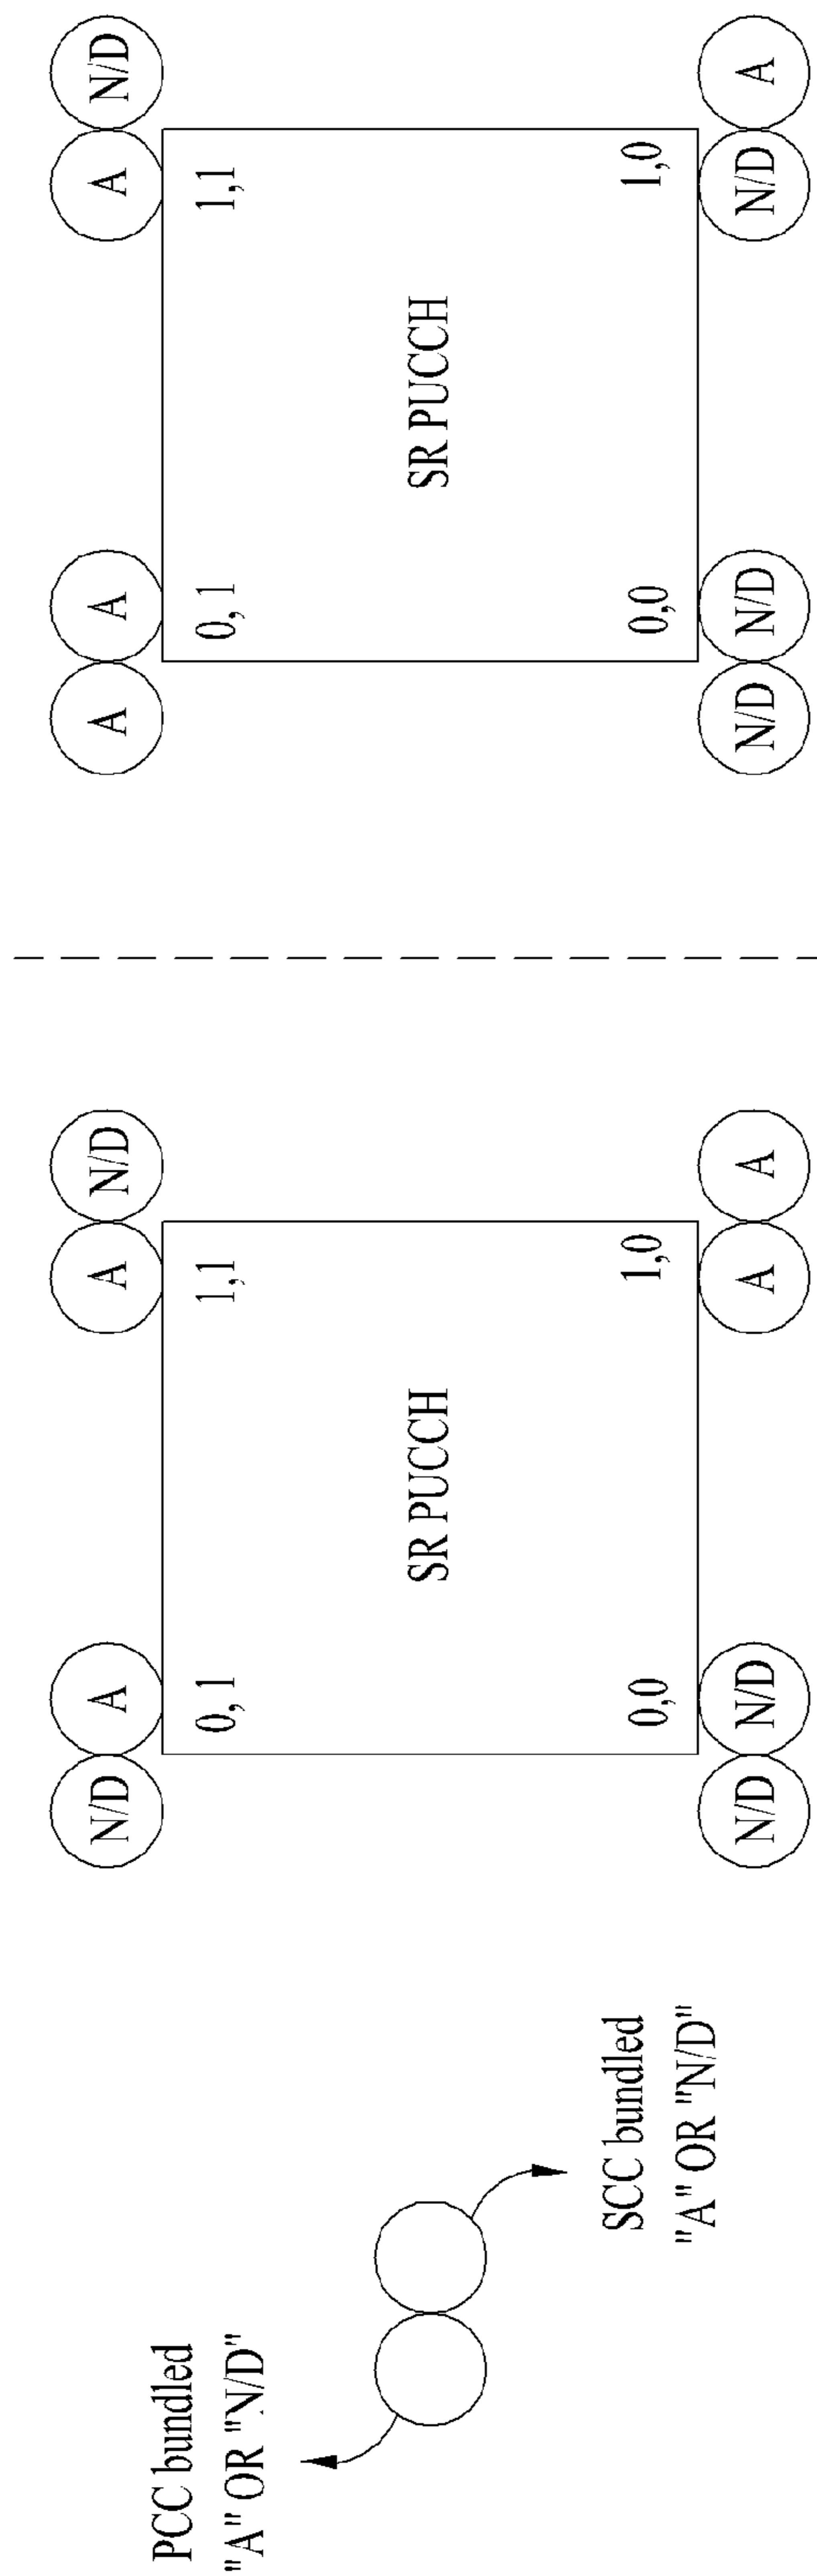 PCC bundled
"A" OR "N/D"
SCC bundled
"A" OR "N/D"
N/D A
A N/D
0, 1
1,1
SR PUCCH
0,0
1,0
N/D N/D
A A
A A
A N/D
0, 1
1,1
SR PUCCH
0,0
1,0
N/D N/D
N/D A